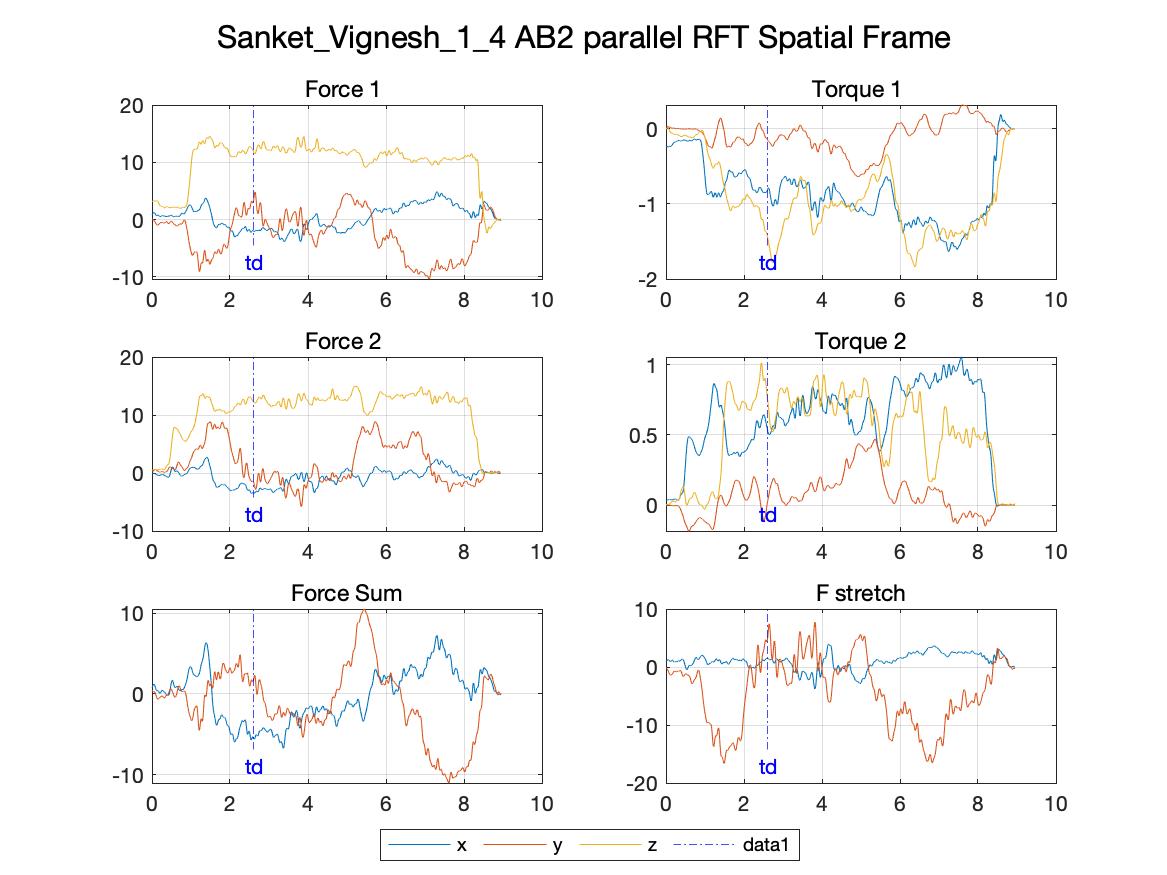 Sanket_Vignesh_1_4 AB2 parallel RFT Spatial Frame
Force 1
20
10
0
-10
td
0 2 4 6 8 10
Torque 1
0
-1
-2
td
0 2 4 6 8 10
Force 2
20
10
0
-10
td
0 2 4 6 8 10
Torque 2
1
0.5
0
td
0 2 4 6 8 10
Force Sum
10
0
-10
td
0 2 4 6 8 10
F stretch
10
0
-10
-20
td
0 2 4 6 8 10
x y z data1